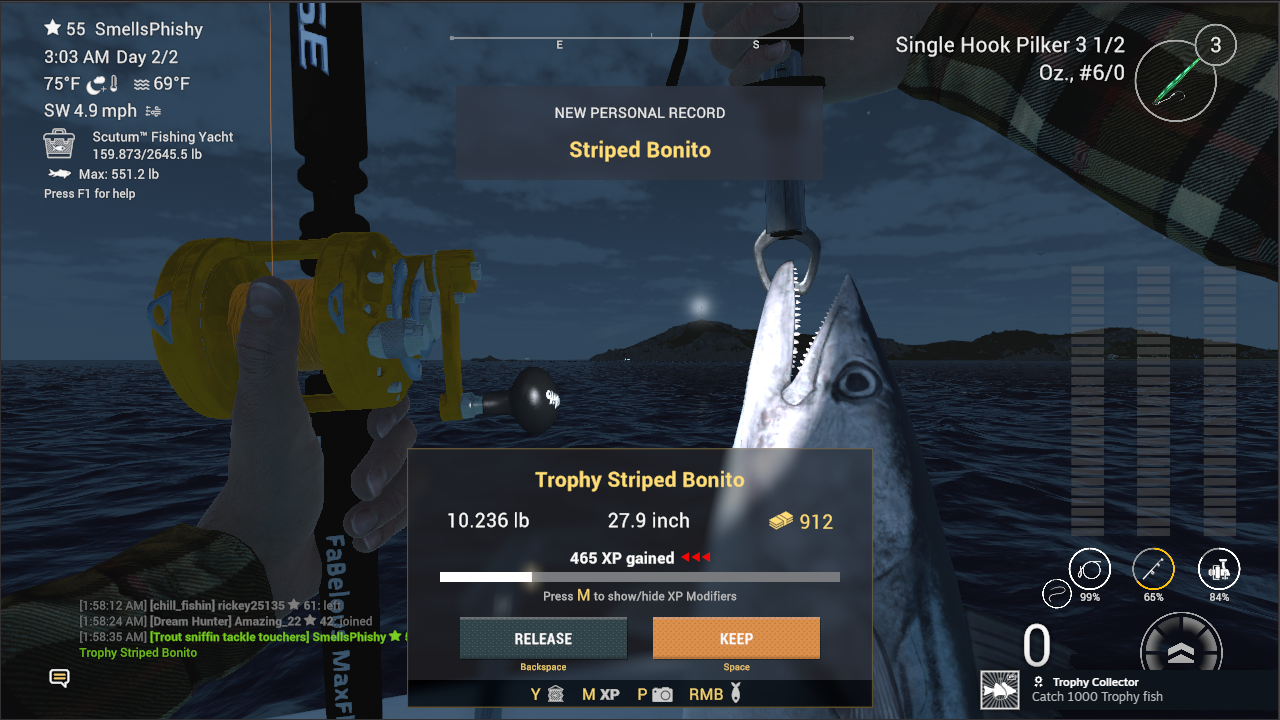 55 SmellsPhishy
3:03 AM Day 2/2
75°F 69°F
SW 4.9 mph
Scutum™ Fishing Yacht
159.873/2645.5 lb
Max: 551.2 lb
Press F1 for help
SE
E S
Single Hook Pilker 3 1/2
Oz., #6/0
3
NEW PERSONAL RECORD
Striped Bonito
Trophy Striped Bonito
10.236 lb 27.9 inch 912
465 XP gained
Press M to show/hide XP Modifiers
RELEASE KEEP
Backspace Space
Y M XP P RMB
[1:58:12 AM] [chill_fishin] rickey25135 61: left
[1:58:24 AM] [Dream Hunter] Amazing_22 42 joined
[1:58:35 AM] [Trout sniffin tackle touchers] SmellsPhishy
Trophy Striped Bonito
99% 65% 84%
0
Trophy Collector
Catch 1000 Trophy fish